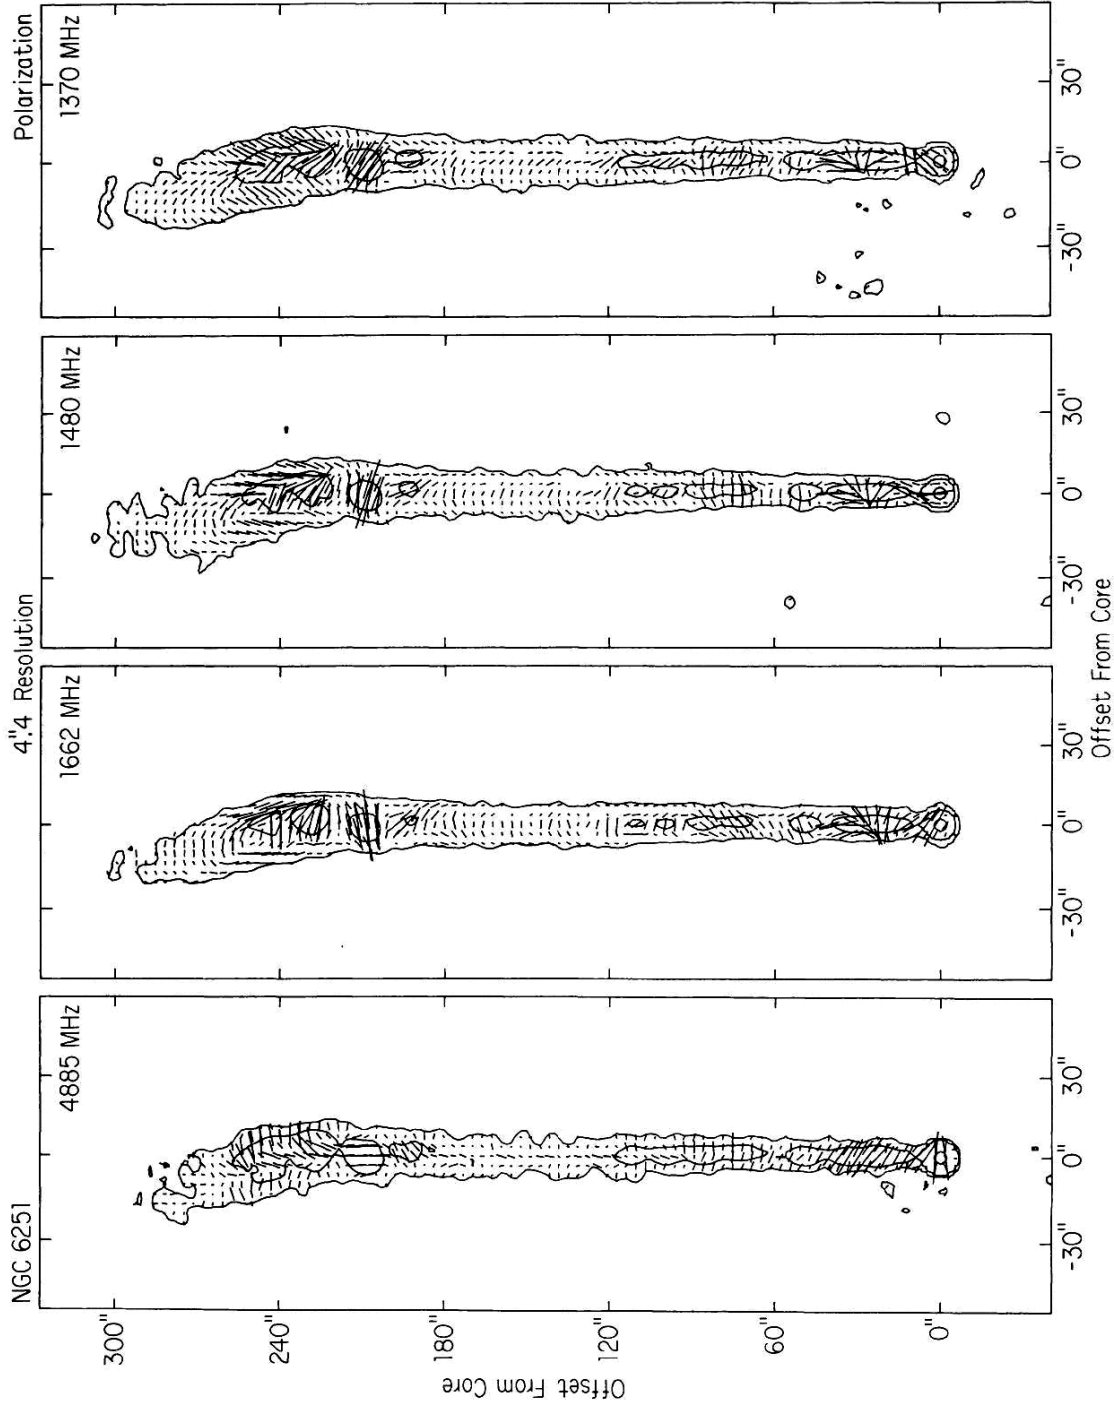 NGC 6251
4".4 Resolution
Polarization
4885 MHz
1662 MHz
1480 MHz
1370 MHz
Offset From Core
300"
240"
180"
120"
60"
0"
-30" 0" 30"
-30" 0" 30"
-30" 0" 30"
-30" 0" 30"
Offset From Core